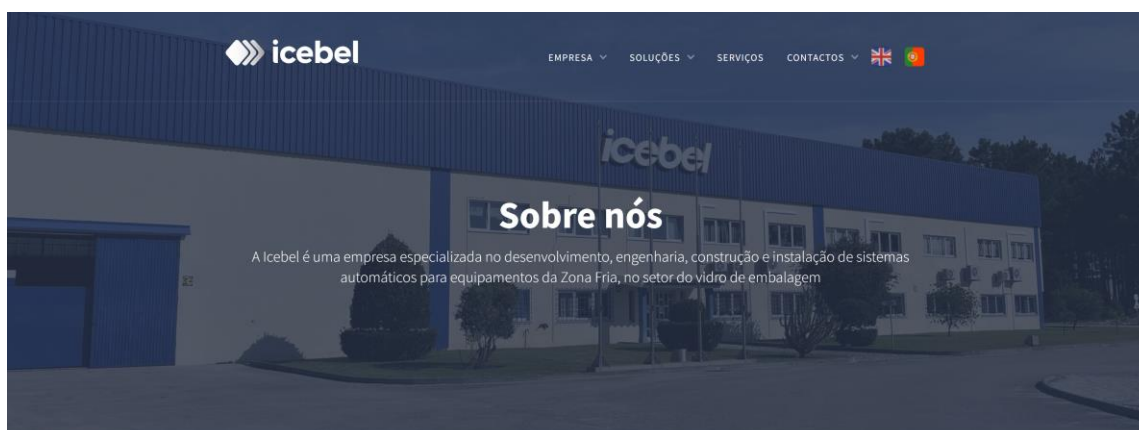 icebel
EMPRESA SOLUÇÕES SERVIÇOS CONTACTOS
icebel
Sobre nós
A Icebel é uma empresa especializada no desenvolvimento, engenharia, construção e instalação de sistemas
automáticos para equipamentos da Zona Fria, no setor do vidro de embalagem